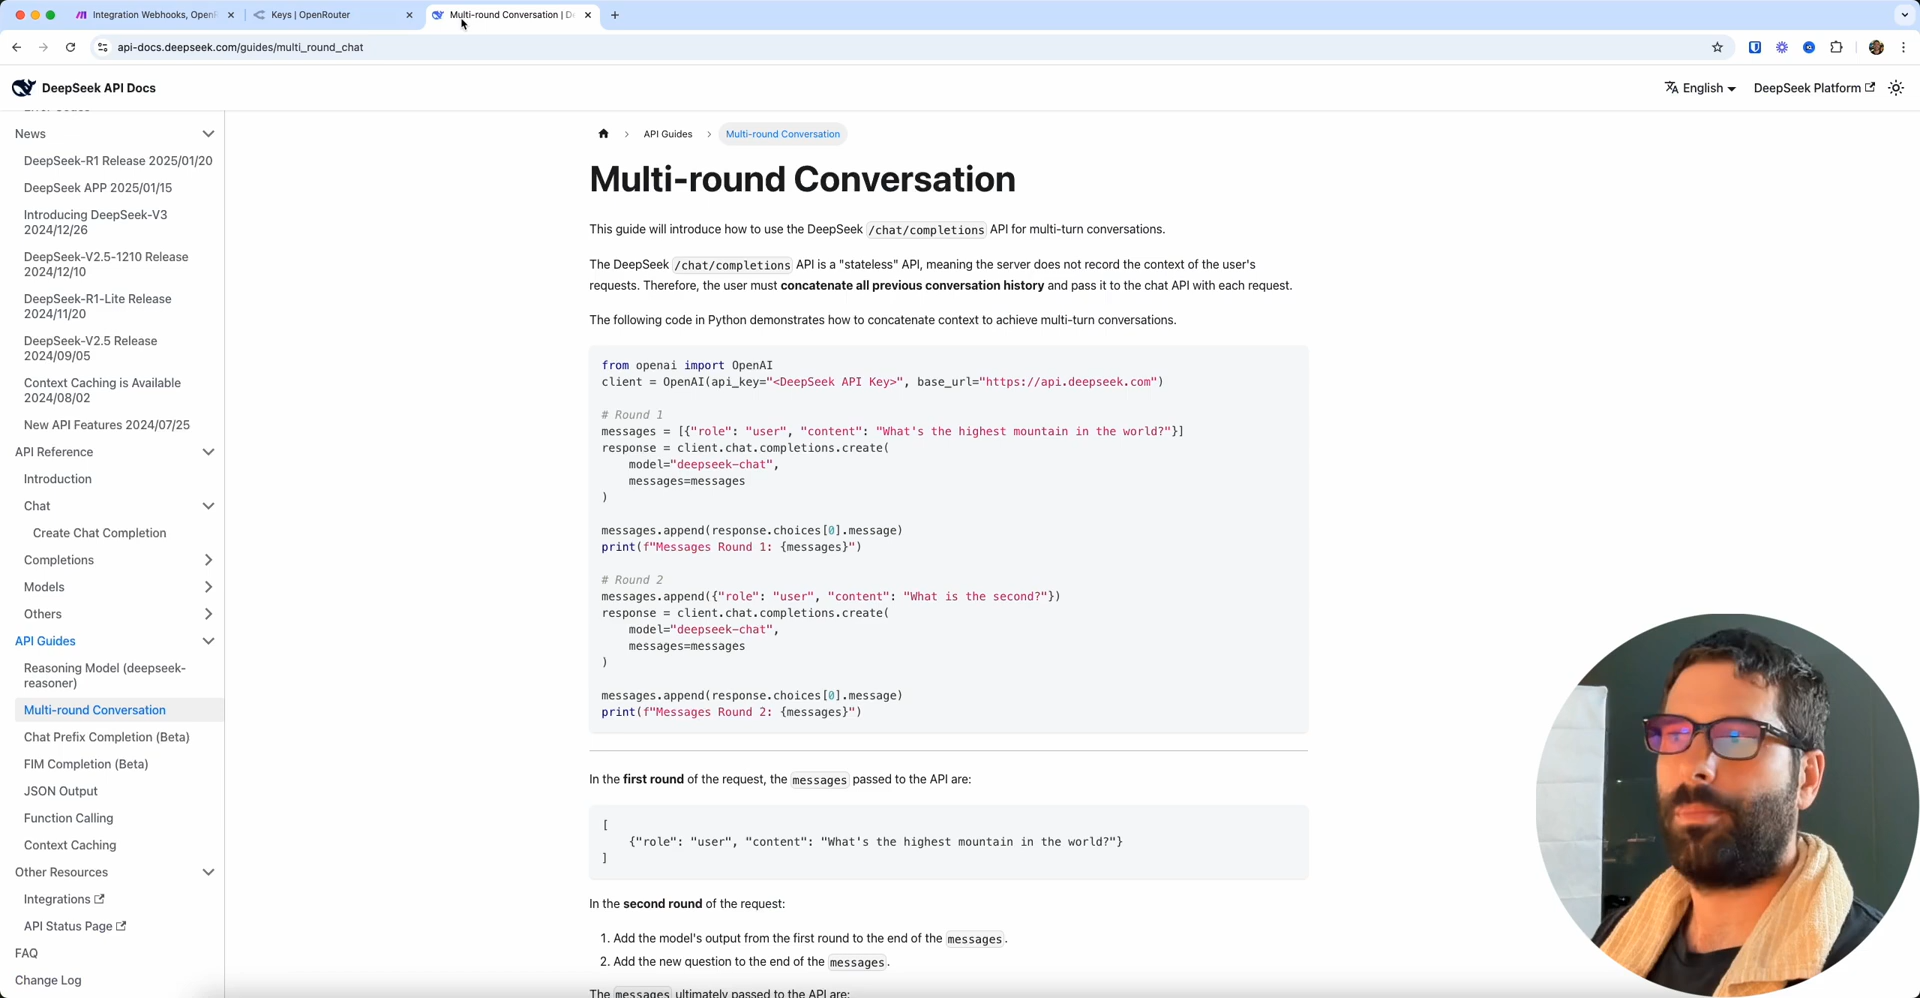 Integration Webhooks, OpenR
Keys | OpenRouter
Multi-round Conversation | D
api-docs.deepseek.com/guides/multi_round_chat
DeepSeek API Docs
English
DeepSeek Platform
News
DeepSeek-R1 Release 2025/01/20
DeepSeek APP 2025/01/15
Introducing DeepSeek-V3
2024/12/26
DeepSeek-V2.5-1210 Release
2024/12/10
DeepSeek-R1-Lite Release
2024/11/20
DeepSeek-V2.5 Release
2024/09/05
Context Caching is Available
2024/08/02
New API Features 2024/07/25
API Reference
Introduction
Chat
Create Chat Completion
Completions
Models
Others
API Guides
Reasoning Model (deepseek-
reasoner)
Multi-round Conversation
Chat Prefix Completion (Beta)
FIM Completion (Beta)
JSON Output
Function Calling
Context Caching
Other Resources
Integrations
API Status Page
FAQ
Change Log
API Guides
Multi-round Conversation
Multi-round Conversation
This guide will introduce how to use the DeepSeek /chat/completions API for multi-turn conversations.
The DeepSeek /chat/completions API is a "stateless" API, meaning the server does not record the context of the user's
requests. Therefore, the user must concatenate all previous conversation history and pass it to the chat API with each request.
The following code in Python demonstrates how to concatenate context to achieve multi-turn conversations.
from openai import OpenAI
client = OpenAI(api_key="<DeepSeek API Key>", base_url="https://api.deepseek.com")
# Round 1
messages = [{"role": "user", "content": "What's the highest mountain in the world?"}]
response = client.chat.completions.create(
model="deepseek-chat",
messages=messages
)
messages.append(response.choices[0].message)
print(f"Messages Round 1: {messages}")
# Round 2
messages.append({"role": "user", "content": "What is the second?"})
response = client.chat.completions.create(
model="deepseek-chat",
messages=messages
)
messages.append(response.choices[0].message)
print(f"Messages Round 2: {messages}")
In the first round of the request, the messages passed to the API are:
[
{"role": "user", "content": "What's the highest mountain in the world?"}
]
In the second round of the request:
1. Add the model's output from the first round to the end of the messages.
2. Add the new question to the end of the messages.
The messages ultimately passed to the API are: